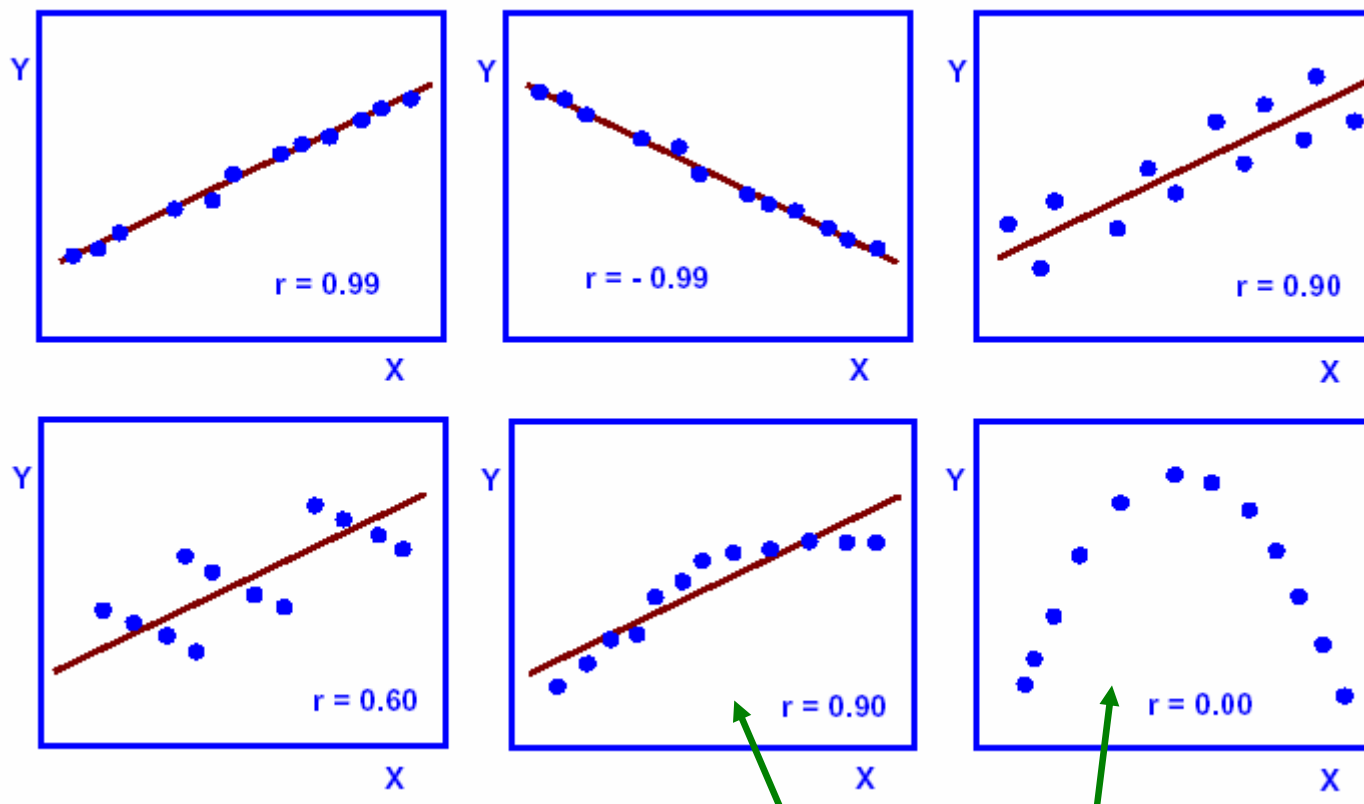 Y
r = 0.99
X
Y
r = - 0.99
X
Y
r = 0.90
X
Y
r = 0.60
X
Y
r = 0.90
X
Y
r = 0.00
X